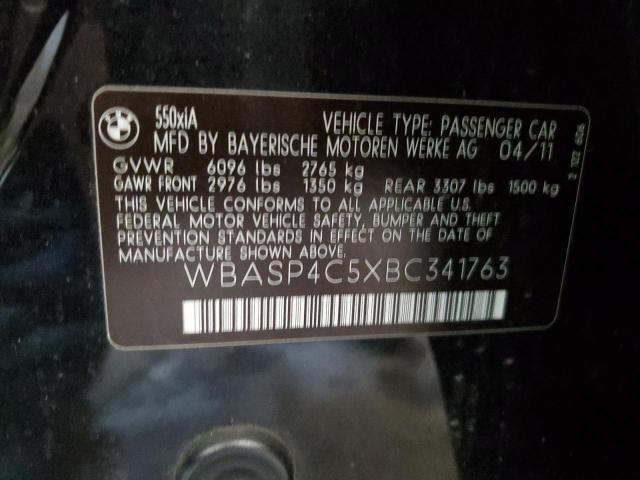 BMW
550xiA
VEHICLE TYPE: PASSENGER CAR
MFD BY BAYERISCHE MOTOREN WERKE AG 04/11
GVWR 6096 lbs 2765 kg
GAWR FRONT 2976 lbs 1350 kg REAR 3307 lbs 1500 kg
THIS VEHICLE CONFORMS TO ALL APPLICABLE U.S.
FEDERAL MOTOR VEHICLE SAFETY, BUMPER AND THEFT
PREVENTION STANDARDS IN EFFECT ON THE DATE OF
MANUFACTURE SHOWN ABOVE.
WBASP4C5XBC341763